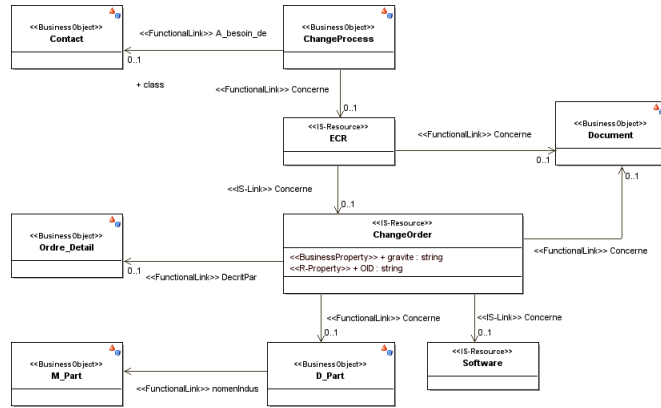 <<BusinessObject>>
Contact
<<FunctionalLink>> A_besoin_de
<<BusinessObject>>
ChangeProcess
0..1
+ class
<<FunctionalLink>> Concerne
0..1
<<IS-Resource>>
ECR
<<FunctionalLink>> Concerne
0..1
<<BusinessObject>>
Document
0..1
<<IS-Link>> Concerne
0..1
<<BusinessObject>>
Ordre_Detail
0..1
<<FunctionalLink>> DecritPar
<<IS-Resource>>
ChangeOrder
<<BusinessProperty>> + gravite : string
<<R-Property>> + OID : string
<<FunctionalLink>> Concerne
<<FunctionalLink>> Concerne
0..1
<<IS-Link>> Concerne
0..1
<<BusinessObject>>
M_Part
<<FunctionalLink>> nomenIndus
<<BusinessObject>>
D_Part
<<IS-Resource>>
Software